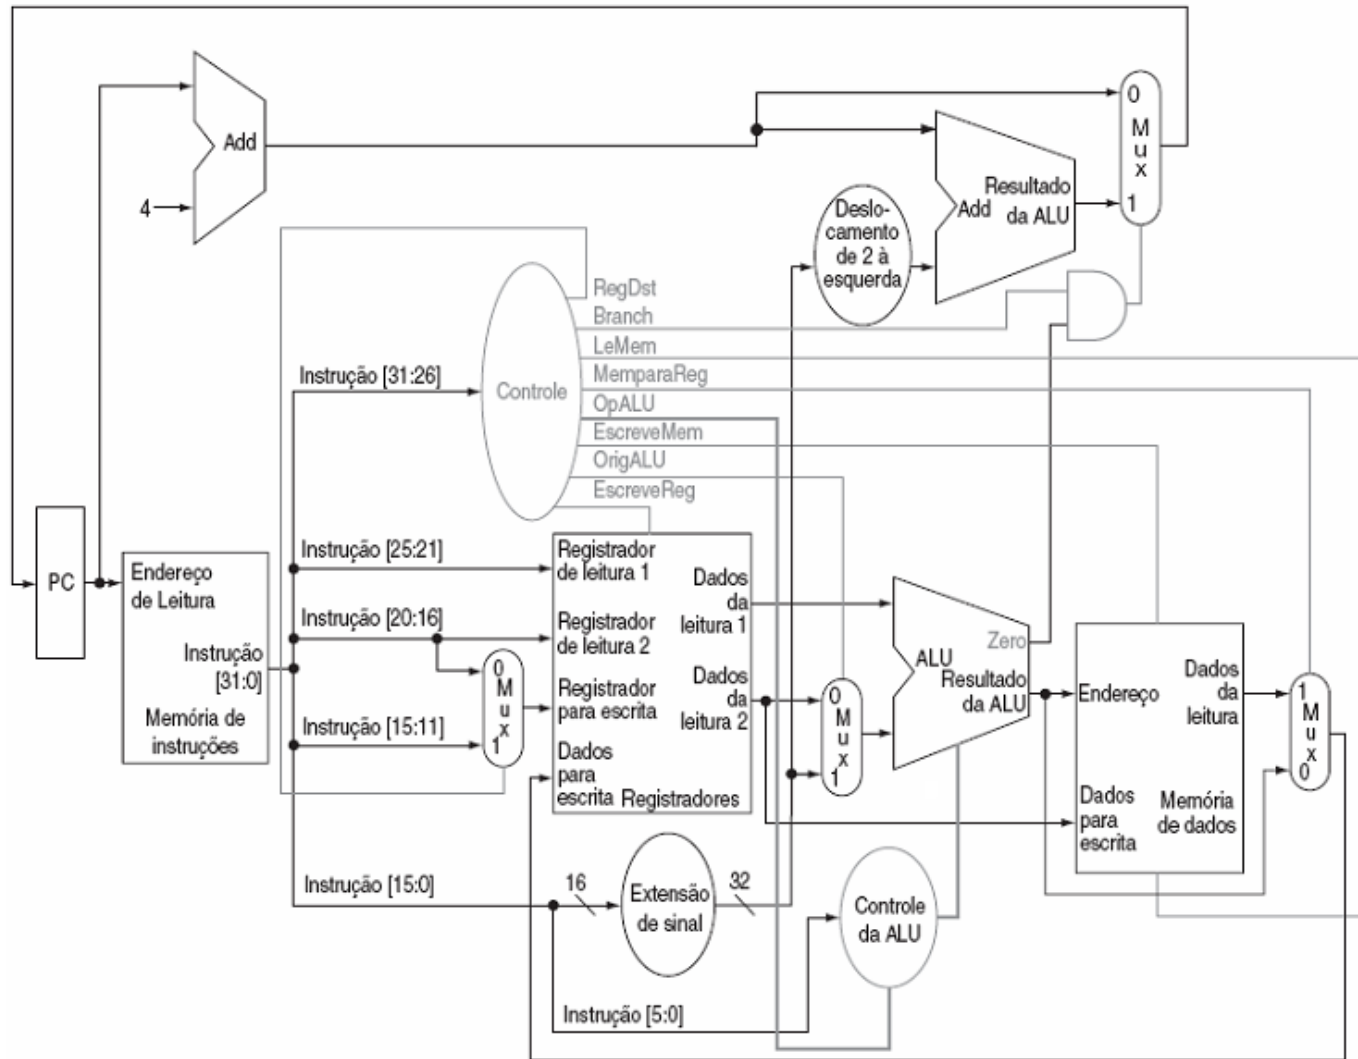 Add
4
0
Mux
1
Deslo-
camento
de 2 à
esquerda
Add
Resultado
da ALU
RegDst
Branch
LeMem
MemparaReg
OpALU
EscreveMem
OrigALU
EscreveReg
Controle
Instrução [31:26]
Instrução [25:21]
Instrução [20:16]
Instrução [15:11]
Instrução [15:0]
Instrução [5:0]
PC
Endereço
de Leitura
Instrução
[31:0]
Memória de
instruções
0
Mux
1
Registrador
de leitura 1
Registrador
de leitura 2
Registrador
para escrita
Dados
para
escrita
Registradores
Dados
da
leitura 1
Dados
da
leitura 2
0
Mux
1
ALU
Zero
Resultado
da ALU
Endereço
Dados
da
leitura
Dados
para
escrita
Memória
de dados
1
Mux
0
16
Extensão
de sinal
32
Controle
da ALU